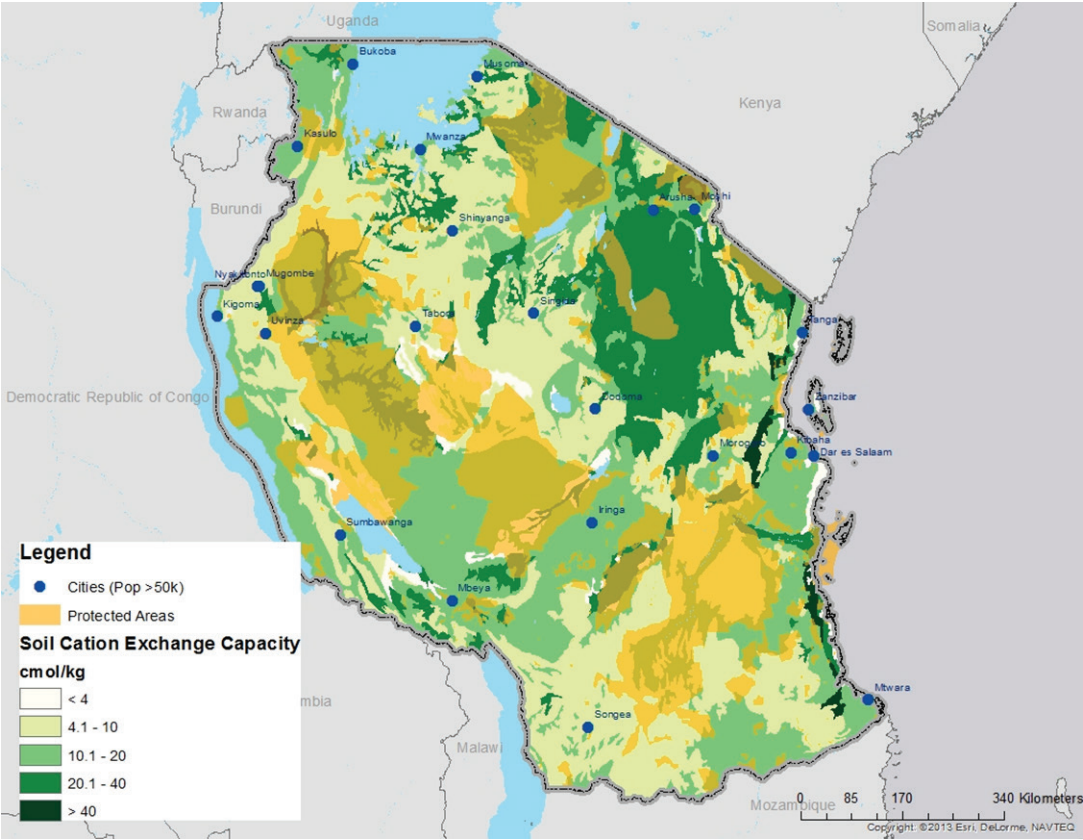 Uganda
Somalia
Bukoba
Musoma
Kenya
Rwanda
Mwanza
Kasulo
Arusha
Moshi
Burundi
Shinyanga
Mugombe
Kigoma
Singida
Uvinza
Tabora
Tanga
Democratic Republic of Congo
Dodoma
Zanzibar
Morogoro
Kibaha
Dar es Salaam
Iringa
Sumbawanga
Legend
Cities (Pop >50k)
Mbeya
Protected Areas
Soil Cation Exchange Capacity
cmol/kg
< 4
mbia
Mtwara
4.1 - 10
Songea
10.1 - 20
Malawi
20.1 - 40
> 40
0 85 170 340 Kilometers
Mozambique
Copyright: ©2013 Esri, DeLorme, NAVTEQ